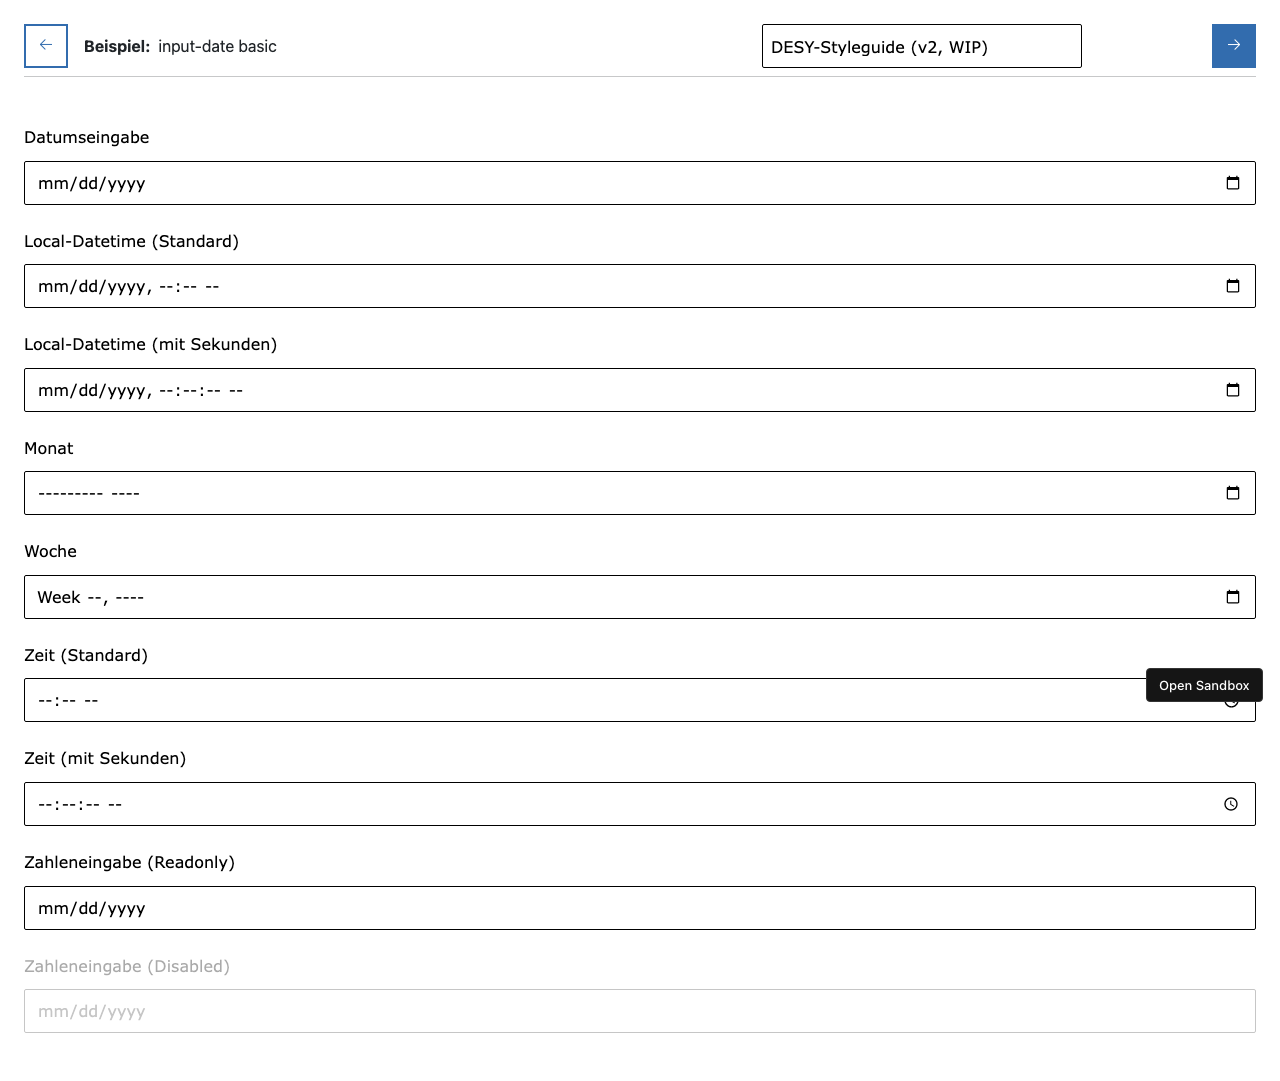 Beispiel: input-date basic
DESY-Styleguide (v2, WIP)
Datumseingabe
mm/dd/yyyy
Local-Datetime (Standard)
mm/dd/yyyy, --:-- --
Local-Datetime (mit Sekunden)
mm/dd/yyyy, --:--:-- --
Monat
--------- ----
Woche
Week --, ----
Zeit (Standard)
Open Sandbox
--:-- --
Zeit (mit Sekunden)
--:--:-- --
Zahleneingabe (Readonly)
mm/dd/yyyy
Zahleneingabe (Disabled)
mm/dd/yyyy